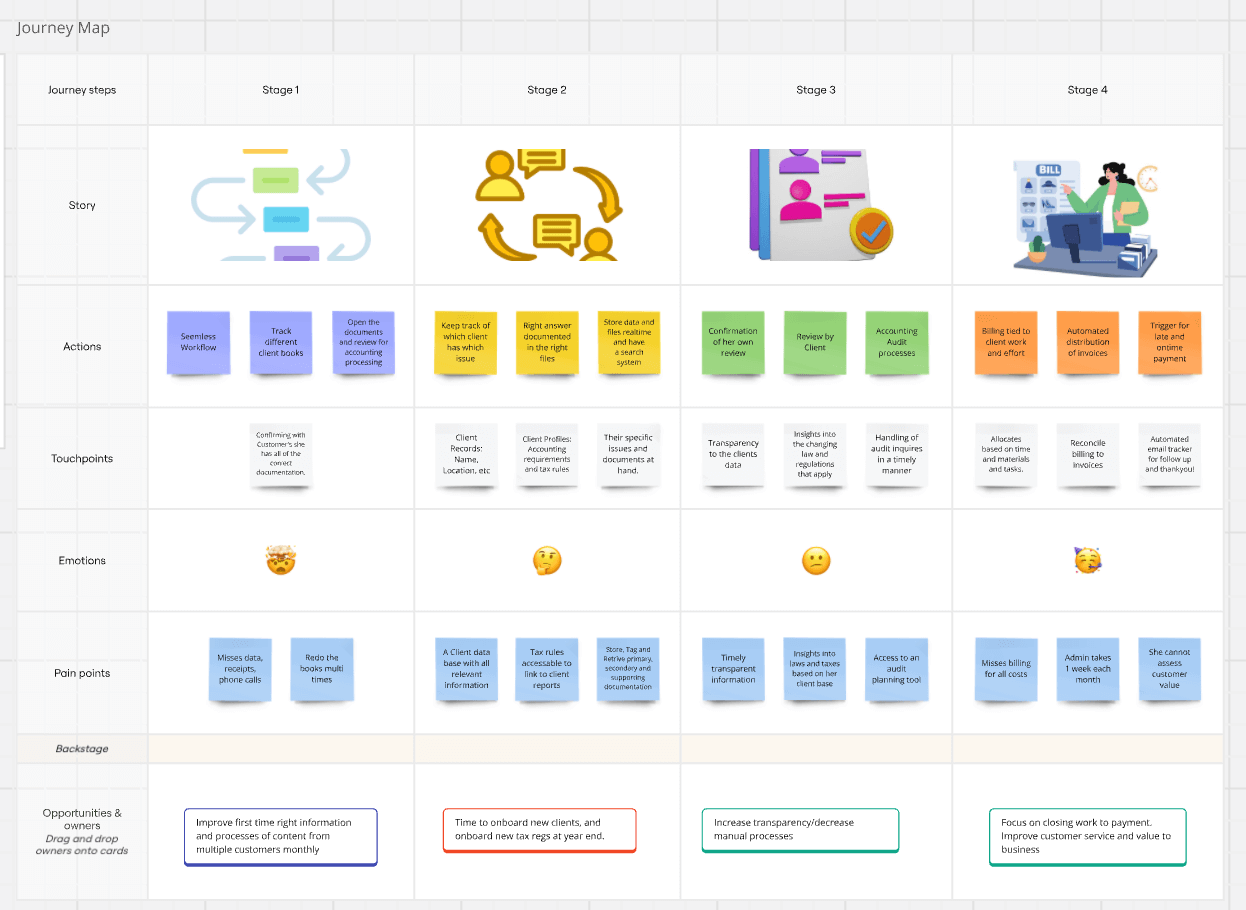 Journey Map
Journey steps
Stage 1
Stage 2
Stage 3
Stage 4
Story
BILL
Actions
Seemless
Workflow
Track
different
client books
Open the
documents
and review for
accounting
processing
Keep track of
which client
has which
issue
Right answer
documented
in the right
files
Store data and
files realtime
and have
a search
system
Confirmation
of her own
review
Review by
Client
Accounting
Audit
processes
Billing tied to
client work
and effort
Automated
distribution
of invoices
Trigger for
late and
ontime
payment
Touchpoints
Confirming with
Customer's she
has all of the
correct
documentation.
Client
Records:
Name,
Location, etc
Client Profiles:
Accounting
requirements
and tax rules
Their specific
issues and
documents at
hand.
Transparency
to the clients
data
Insights into
the changing
law and
regulations
that apply
Handling of
audit inquires
in a timely
manner
Allocates
based on time
and materials
and tasks.
Reconcile
billing to
Invoices
Automated
email tracker
for follow up
and thankyou!
Emotions
Pain points
Misses data,
receipts,
phone calls
Redo the
books multi
times
A Client data
base with all
relevant
information
Tax rules
accessable to
link to client
reports
Store, Tag and
Retrive primary,
secondary and
supporting
documentation
Timely
transparent
information
Insights into
laws and taxes
based on her
client base
Access to an
audit
planning tool
Misses billing
for all costs
Admin takes
1 week each
month
She cannot
assess
customer
value
Backstage
Opportunities &
owners
Drag and drop
owners onto cards
Improve first time right information
and processes of content from
multiple customers monthly
Time to onboard new clients, and
onboard new tax regs at year end.
Increase transparency/decrease
manual processes
Focus on closing work to payment.
Improve customer service and value to
business